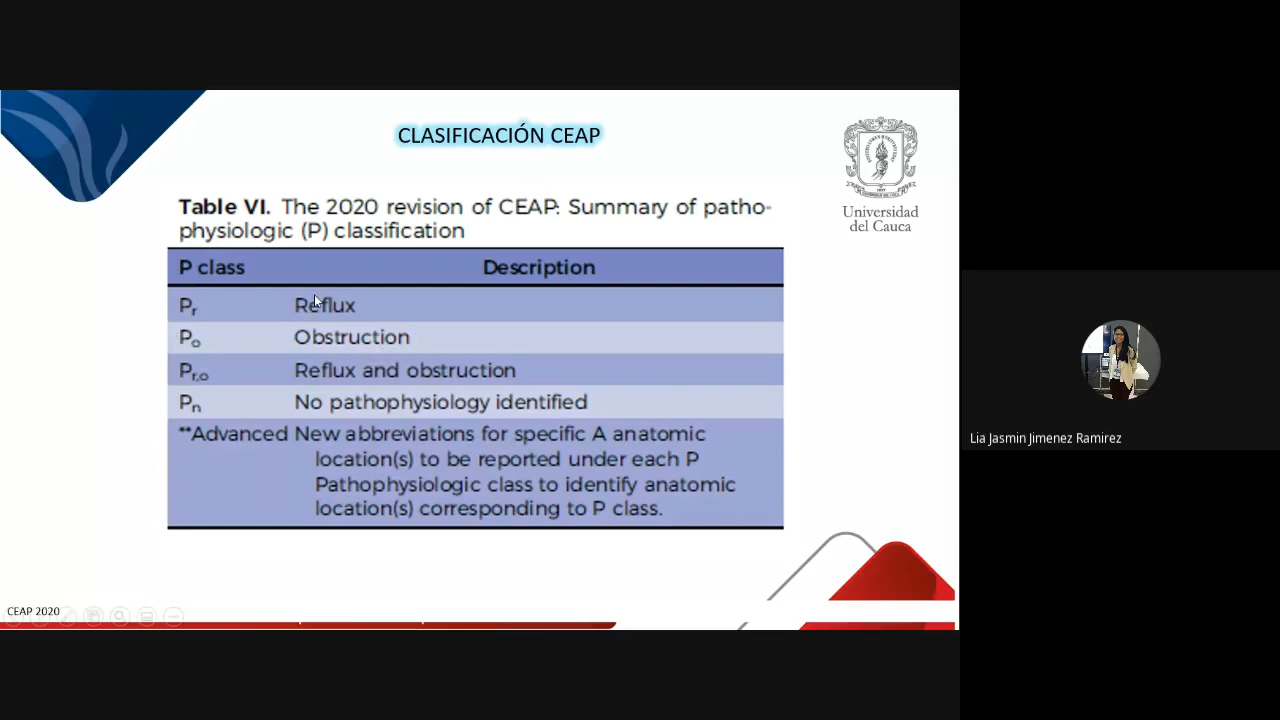 CLASIFICACIÓN CEAP
Universidad
del Cauca
Table VI. The 2020 revision of CEAP: Summary of patho-
physiologic (P) classification
P class Description
Pr Reflux
Po Obstruction
Pr,o Reflux and obstruction
Pn No pathophysiology identified
**Advanced New abbreviations for specific A anatomic
location(s) to be reported under each P
Pathophysiologic class to identify anatomic
location(s) corresponding to P class.
CEAP 2020
Lia Jasmin Jimenez Ramirez